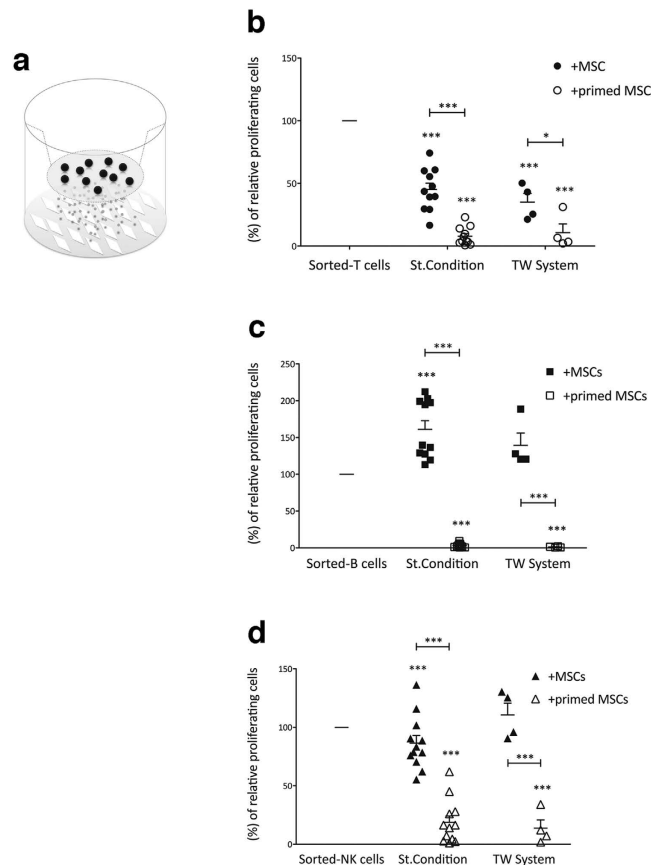 a
b
(%) of relative proliferating cells
150
100
50
0
+MSC
+primed MSC
***
***
***
*
***
***
Sorted-T cells St.Condition TW System
c
(%) of relative proliferating cells
250
200
150
100
50
0
+MSCs
+primed MSCs
***
***
***
***
***
Sorted-B cells St.Condition TW System
d
(%) of relative proliferating cells
150
100
50
0
+MSCs
+primed MSCs
***
***
***
***
***
Sorted-NK cells St.Condition TW System